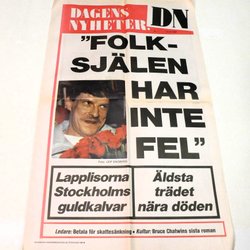 DAGENS
NYHETER.
DN
"FOLK-
SJÄLEN
HAR
INTE
FEL"
Lapplisorna
Stockholms
guldkalvar
Äldsta
trädet
nära döden
Ledare: Betala för skattesänkning • Kultur: Bruce Chatwins sista roman